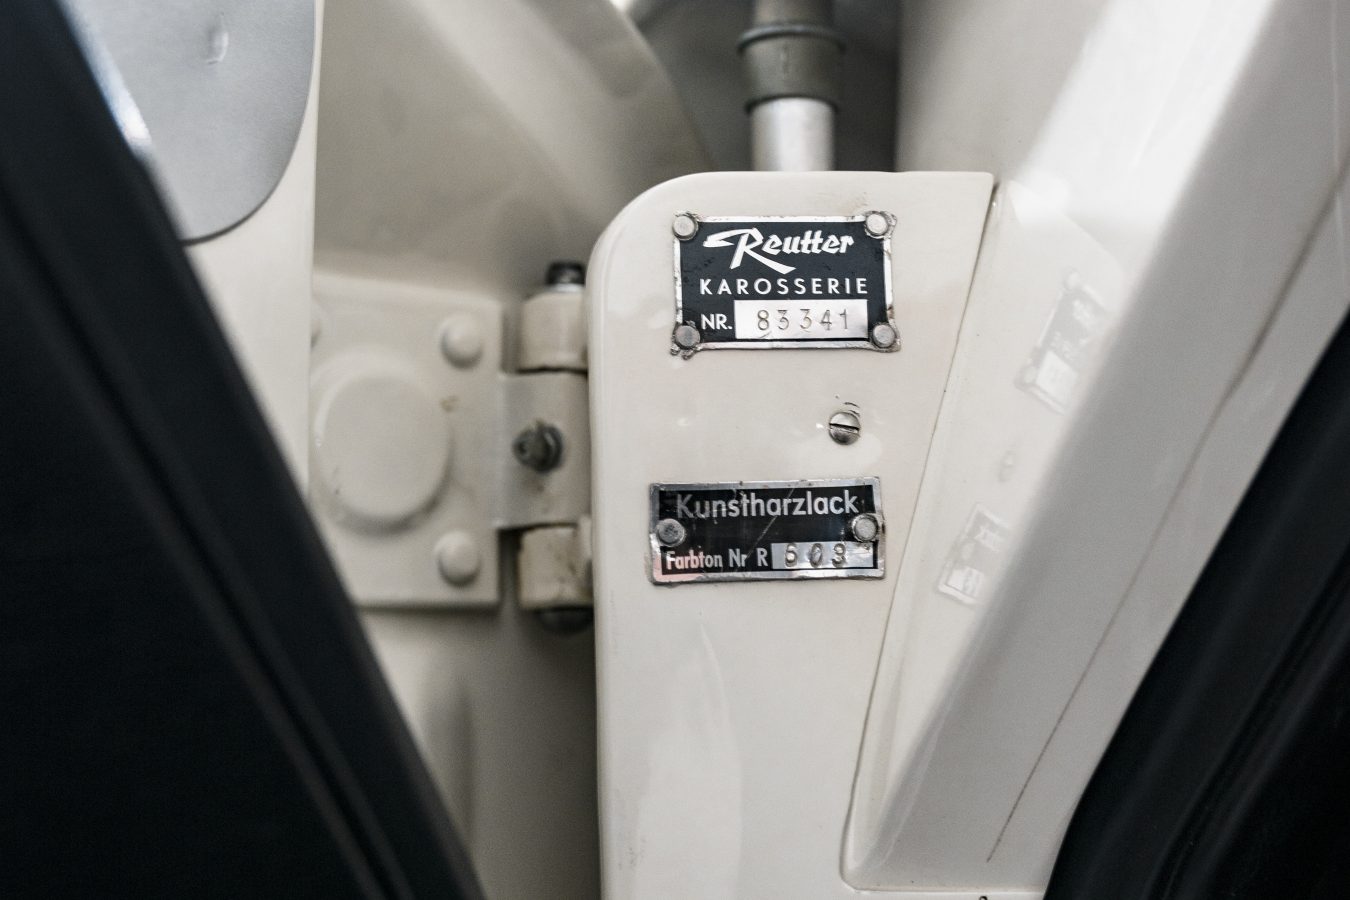 Reutter
KAROSSERIE
NR. 83341
Kunstharzlack
Farbton Nr R 603